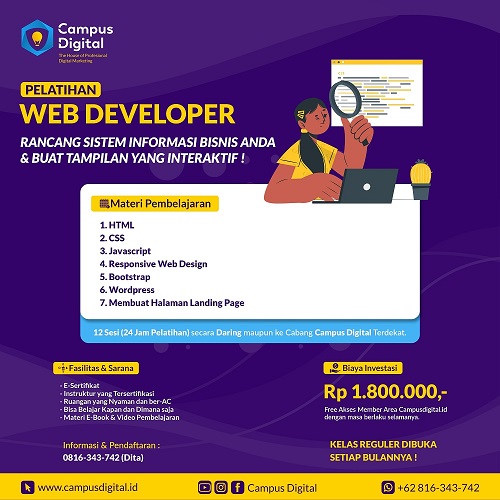 Campus
Digital
The House of Profesional
Digital Marketing
PELATIHAN
WEB DEVELOPER
RANCANG SISTEM INFORMASI BISNIS ANDA
& BUAT TAMPILAN YANG INTERAKTIF !
Materi Pembelajaran
1. HTML
2. CSS
3. Javascript
4. Responsive Web Design
5. Bootstrap
6. Wordpress
7. Membuat Halaman Landing Page
12 Sesi (24 Jam Pelatihan) secara Daring maupun ke Cabang Campus Digital Terdekat.
Fasilitas & Sarana
- E-Sertifikat
- Instruktur yang Tersertifikasi
- Ruangan yang Nyaman dan ber-AC
- Bisa Belajar Kapan dan Dimana saja
- Materi E-Book & Video Pembelajaran
Informasi & Pendaftaran :
0816-343-742 (Dita)
Biaya Investasi
Rp 1.800.000,-
Free Akses Member Area Campusdigital.id
dengan masa berlaku selamanya.
KELAS REGULER DIBUKA
SETIAP BULANNYA !
www.campusdigital.id
Campus Digital
+62 816-343-742